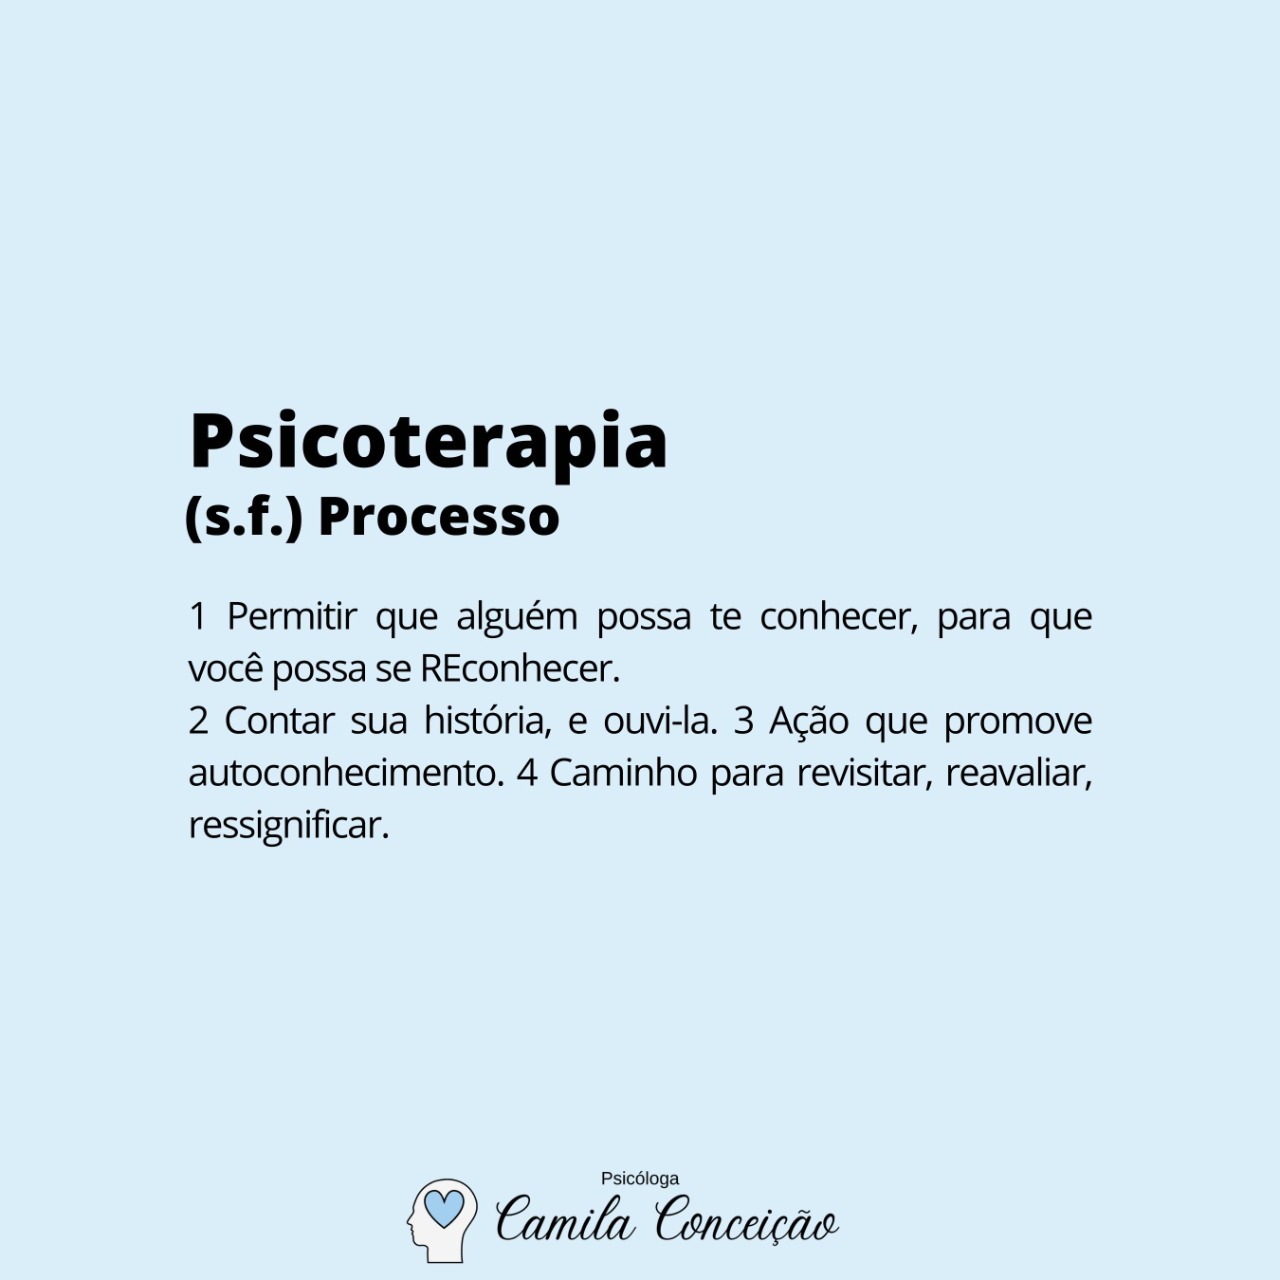 Psicoterapia
(s.f.) Processo
1 Permitir que alguém possa te conhecer, para que
você possa se REconhecer.
2 Contar sua história, e ouvi-la. 3 Ação que promove
autoconhecimento. 4 Caminho para revisitar, reavaliar,
ressignificar.
Psicóloga
Camila Conceição